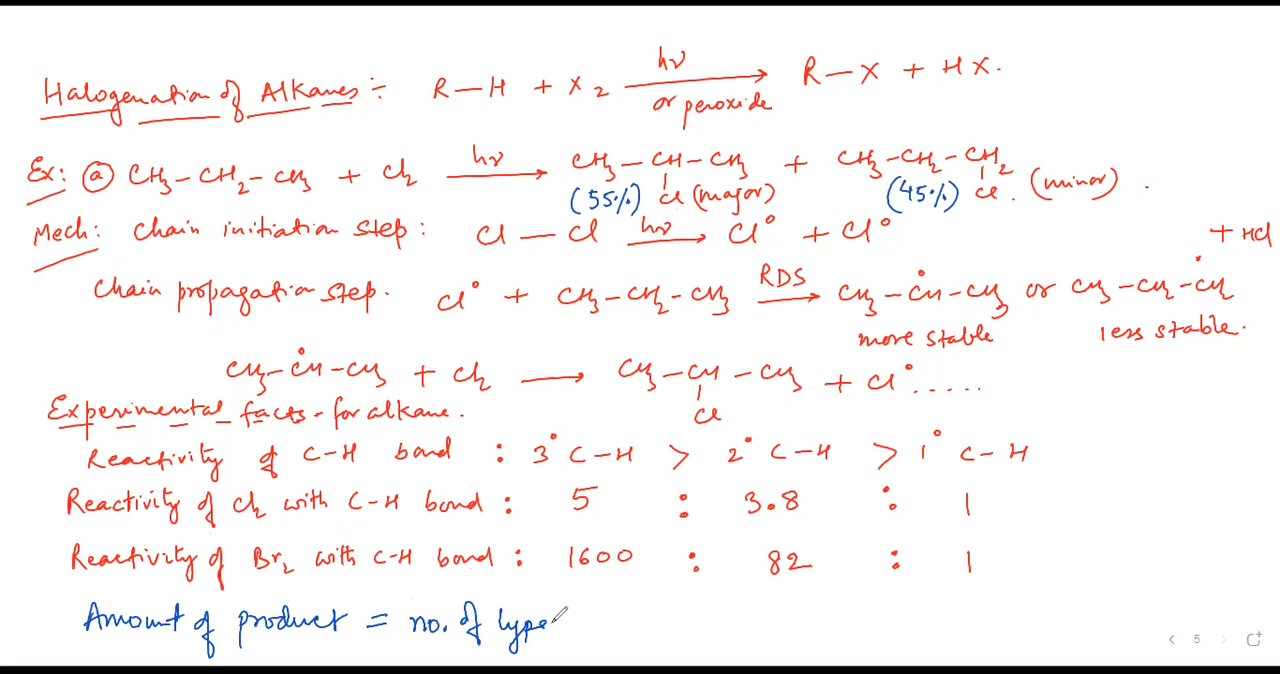 Halogenation of Alkanes :- R-H + X2 hν or peroxide → R-X + HX.
Ex: (a) CH3-CH2-CH3 + Cl2 hν → CH3-CH-CH3 + CH3-CH2-CH2
(55%) Cl (major) (45%) Cl. (minor).
Mech: Chain initiation step: Cl-Cl hν → Cl° + Cl°
+ HCl
Chain propagation step. Cl° + CH3-CH2-CH3 RDS → CH3-ĊH-CH3 or CH3-CH2-ĊH2
more stable less stable.
CH3-ĊH-CH3 + Cl2 → CH3-CH-CH3 + Cl°.....
Cl
Experimental facts - for alkane.
Reactivity of C-H bond : 3° C-H > 2° C-H > 1° C-H
Reactivity of Cl2 with C-H bond : 5 : 3.8 : 1
Reactivity of Br2 with C-H bond : 1600 : 82 : 1
Amount of product = no. of type
< 5 >